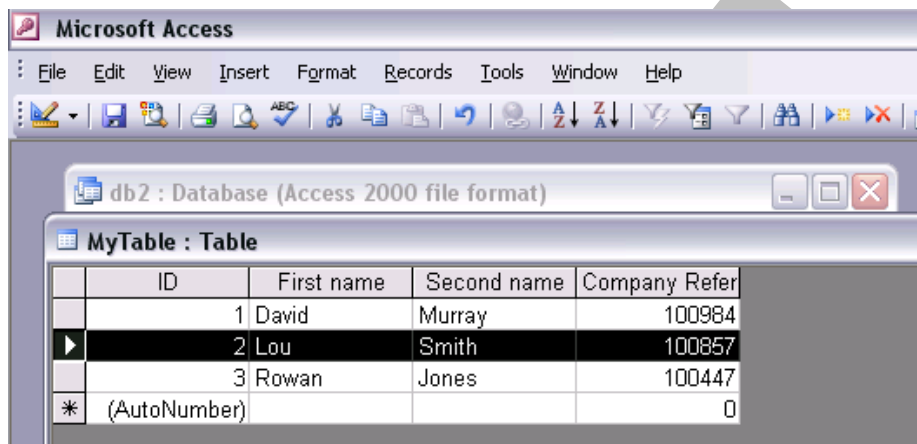 Microsoft Access
File Edit View Insert Format Records Tools Window Help
db2 : Database (Access 2000 file format)
MyTable : Table
ID First name Second name Company Refer
1 David Murray 100984
2 Lou Smith 100857
3 Rowan Jones 100447
(AutoNumber) 0